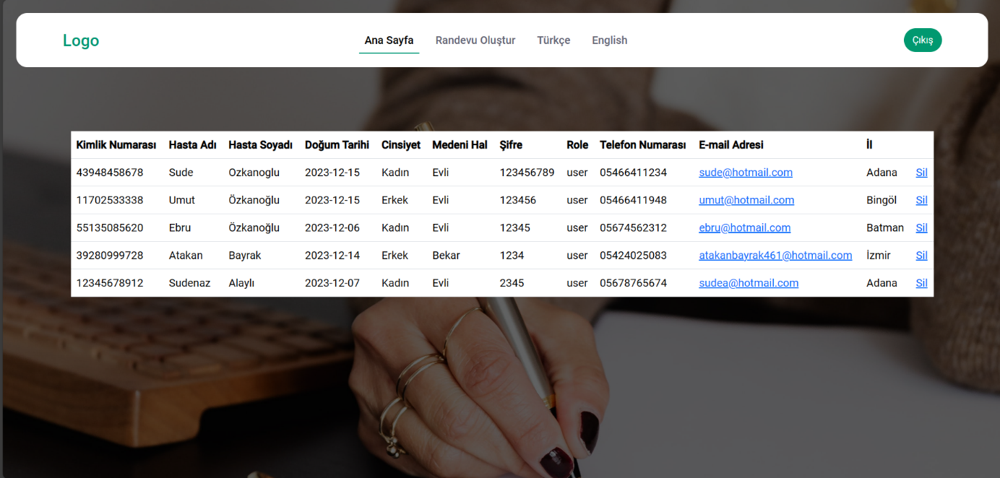 Logo Ana Sayfa Randevu Oluştur Türkçe English Çıkış
Kimlik Numarası Hasta Adı Hasta Soyadı Doğum Tarihi Cinsiyet Medeni Hal Şifre Role Telefon Numarası E-mail Adresi İl
43948458678 Sude Ozkanoglu 2023-12-15 Kadın Evli 123456789 user 05466411234 sude@hotmail.com Adana Sil
11702533338 Umut Özkanoğlu 2023-12-15 Erkek Evli 123456 user 05466411948 umut@hotmail.com Bingöl Sil
55135085620 Ebru Özkanoğlu 2023-12-06 Kadın Evli 12345 user 05674562312 ebru@hotmail.com Batman Sil
39280999728 Atakan Bayrak 2023-12-14 Erkek Bekar 1234 user 05424025083 atakanbayrak461@hotmail.com İzmir Sil
12345678912 Sudenaz Alaylı 2023-12-07 Kadın Evli 2345 user 05678765674 sudea@hotmail.com Adana Sil